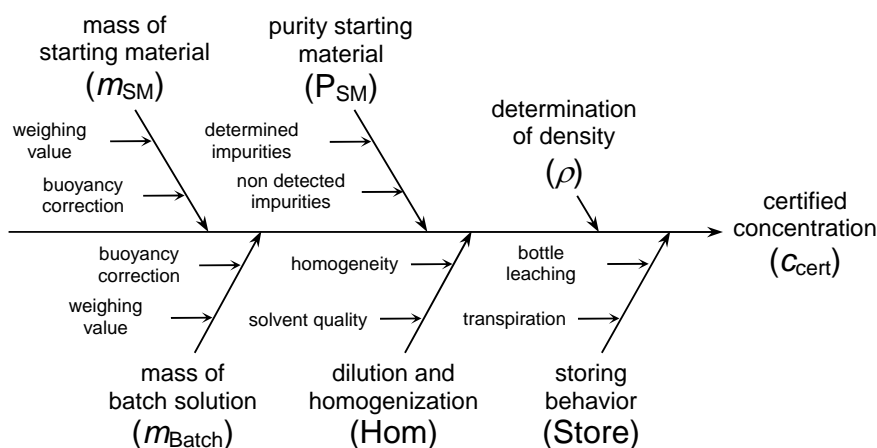 mass of
starting material
(mSM)
purity starting
material
(PSM)
determination
of density
(ρ)
weighing
value
buoyancy
correction
determined
impurities
non detected
impurities
certified
concentration
(ccert)
buoyancy
correction
weighing
value
homogeneity
solvent quality
bottle
leaching
transpiration
mass of
batch solution
(mBatch)
dilution and
homogenization
(Hom)
storing
behavior
(Store)